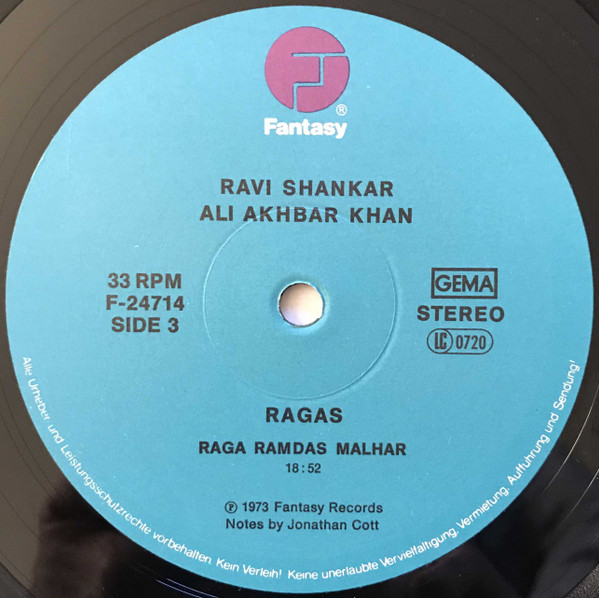 ®
Fantasy
RAVI SHANKAR
ALI AKHBAR KHAN
33 RPM
F-24714
SIDE 3
GEMA
STEREO
LC 0720
RAGAS
RAGA RAMDAS MALHAR
18:52
℗ 1973 Fantasy Records
Notes by Jonathan Cott
Alle Urheber und Leistungsschutzrechte vorbehalten. Kein Verleih! Keine unerlaubte Vervielfältigung, Vermietung, Aufführung und Sendung!